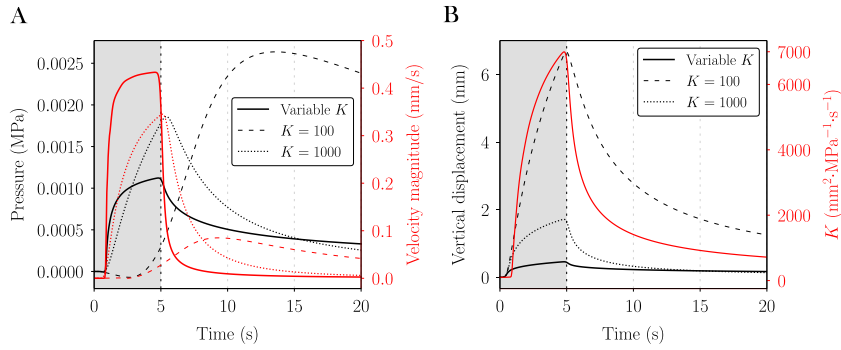 A
B
0.0025
0.0020
0.0015
0.0010
0.0005
0.0000
Pressure (MPa)
0 5 10 15 20
Time (s)
0.5
0.4
0.3
0.2
0.1
0.0
Velocity magnitude (mm/s)
Variable K
K = 100
K = 1000
6
4
2
0
Vertical displacement (mm)
0 5 10 15 20
Time (s)
7000
6000
4000
2000
0
K (mm²·MPa⁻¹·s⁻¹)
Variable K
K = 100
K = 1000